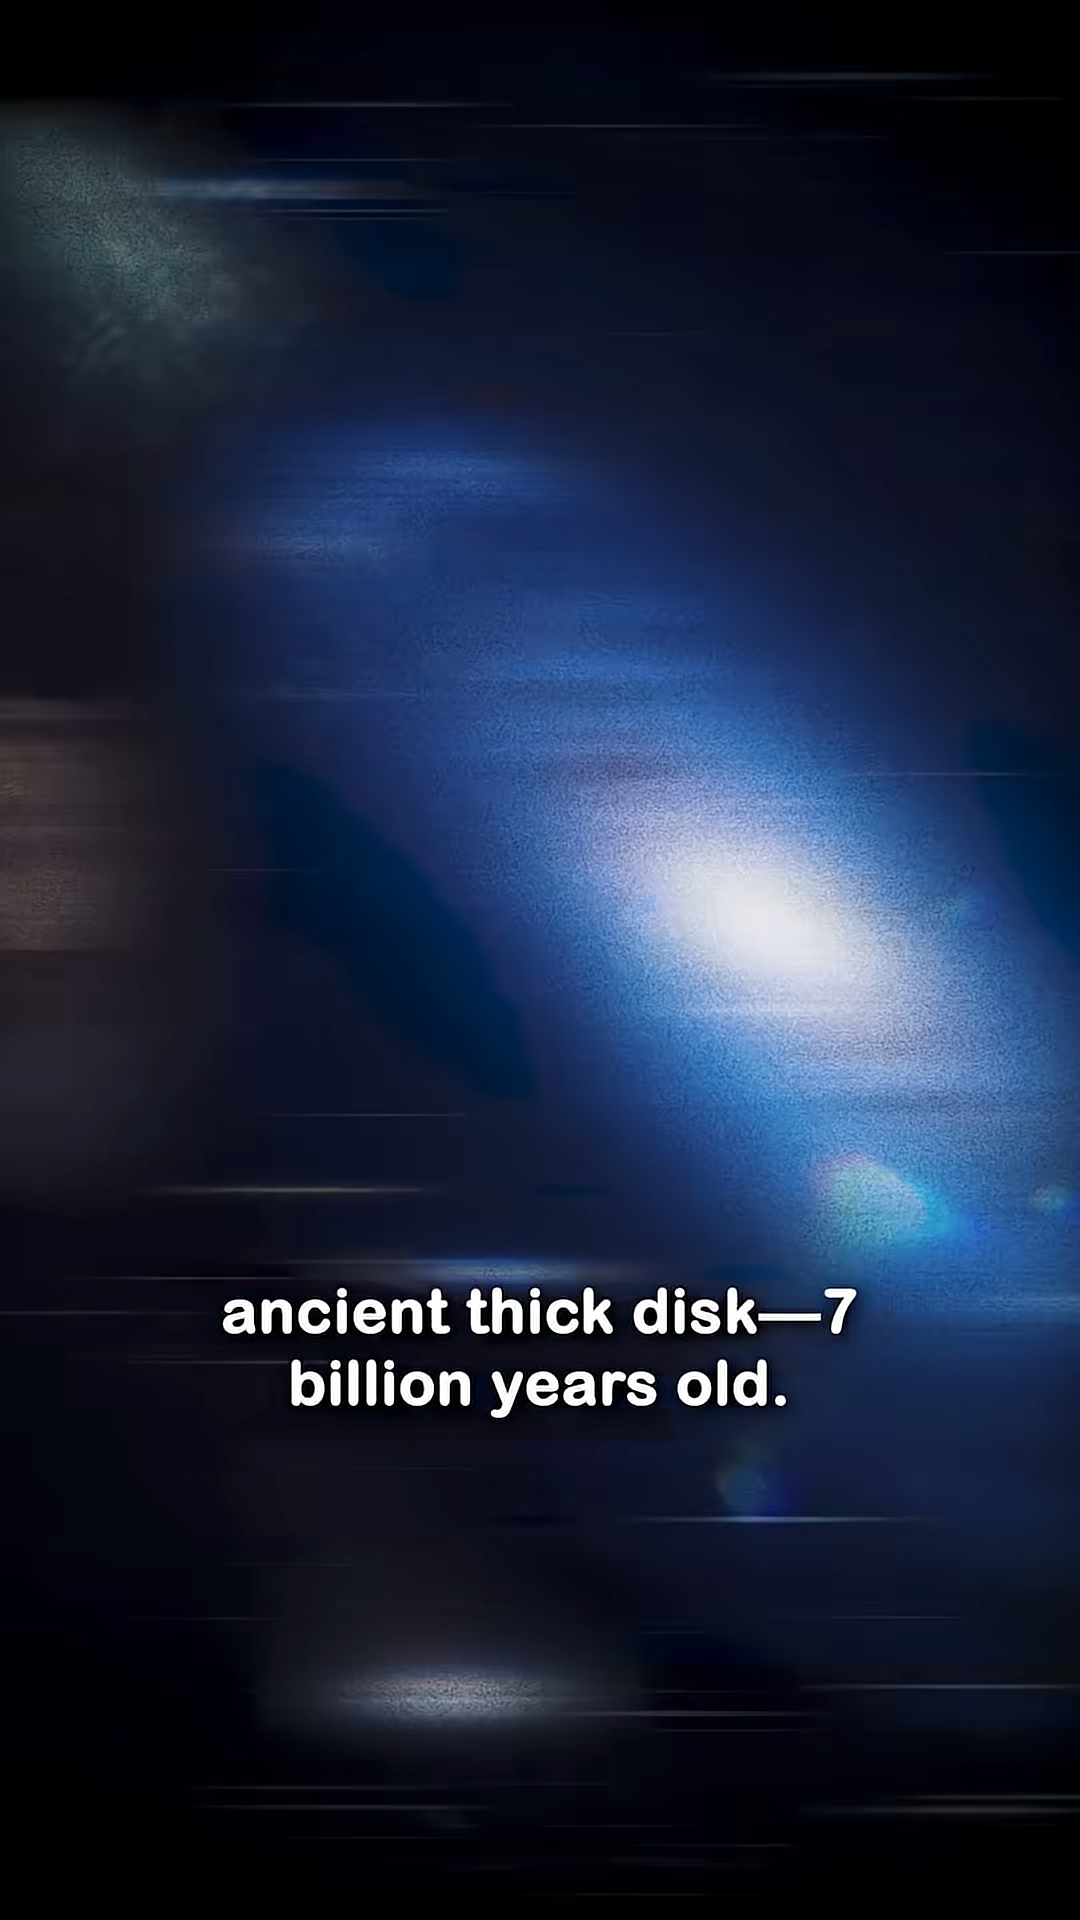 ancient thick disk—7
billion years old.